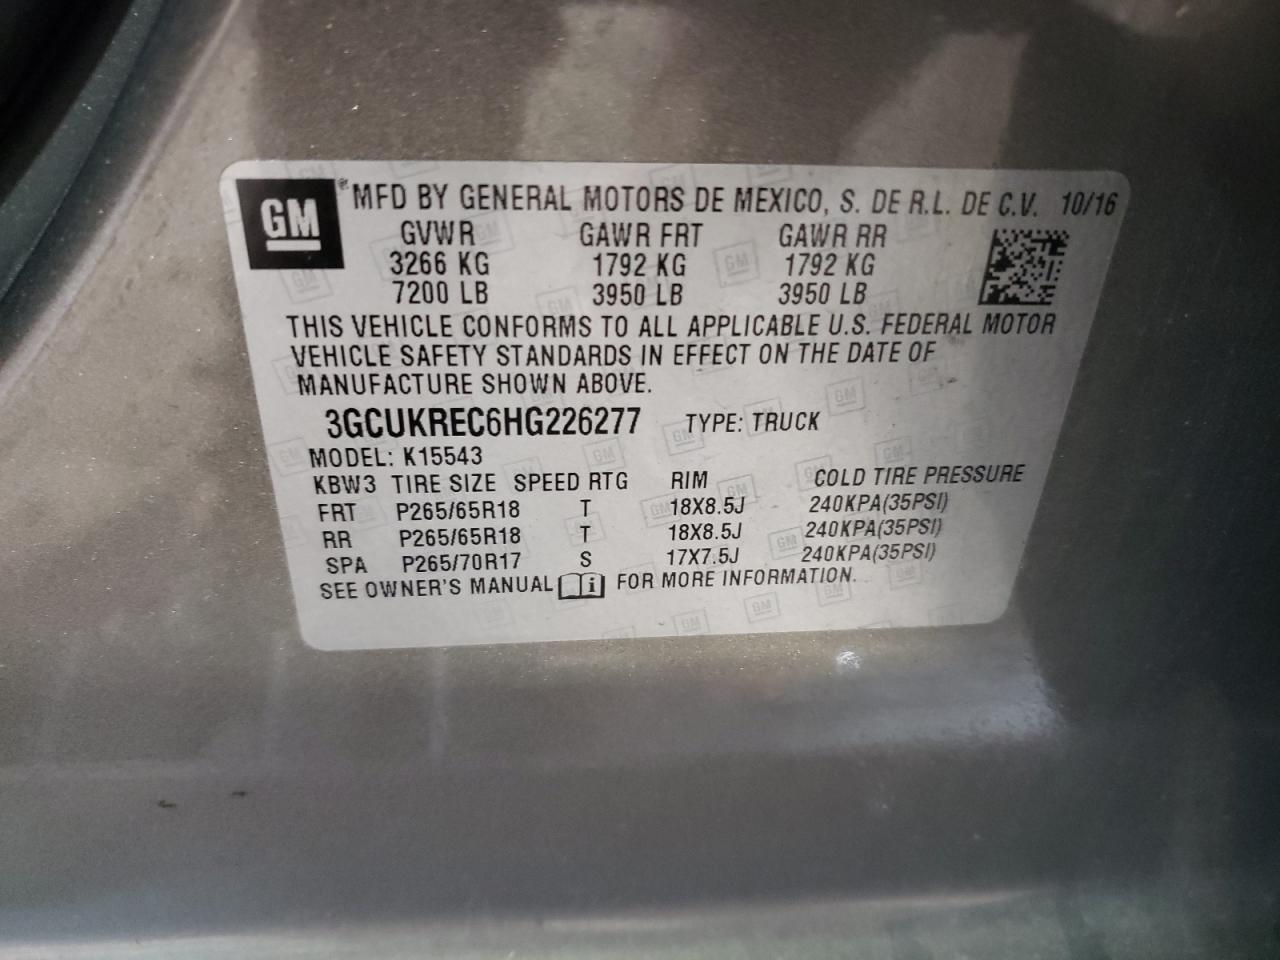 GM ® MFD BY GENERAL MOTORS DE MEXICO, S. DE R.L. DE C.V. 10/16
GVWR GAWR FRT GAWR RR
3266 KG 1792 KG 1792 KG
7200 LB 3950 LB 3950 LB
THIS VEHICLE CONFORMS TO ALL APPLICABLE U.S. FEDERAL MOTOR
VEHICLE SAFETY STANDARDS IN EFFECT ON THE DATE OF
MANUFACTURE SHOWN ABOVE.
3GCUKREC6HG226277 TYPE: TRUCK
MODEL: K15543
KBW3 TIRE SIZE SPEED RTG RIM COLD TIRE PRESSURE
FRT P265/65R18 T 18X8.5J 240KPA(35PSI)
RR P265/65R18 T 18X8.5J 240KPA(35PSI)
SPA P265/70R17 S 17X7.5J 240KPA(35PSI)
SEE OWNER'S MANUAL i FOR MORE INFORMATION.